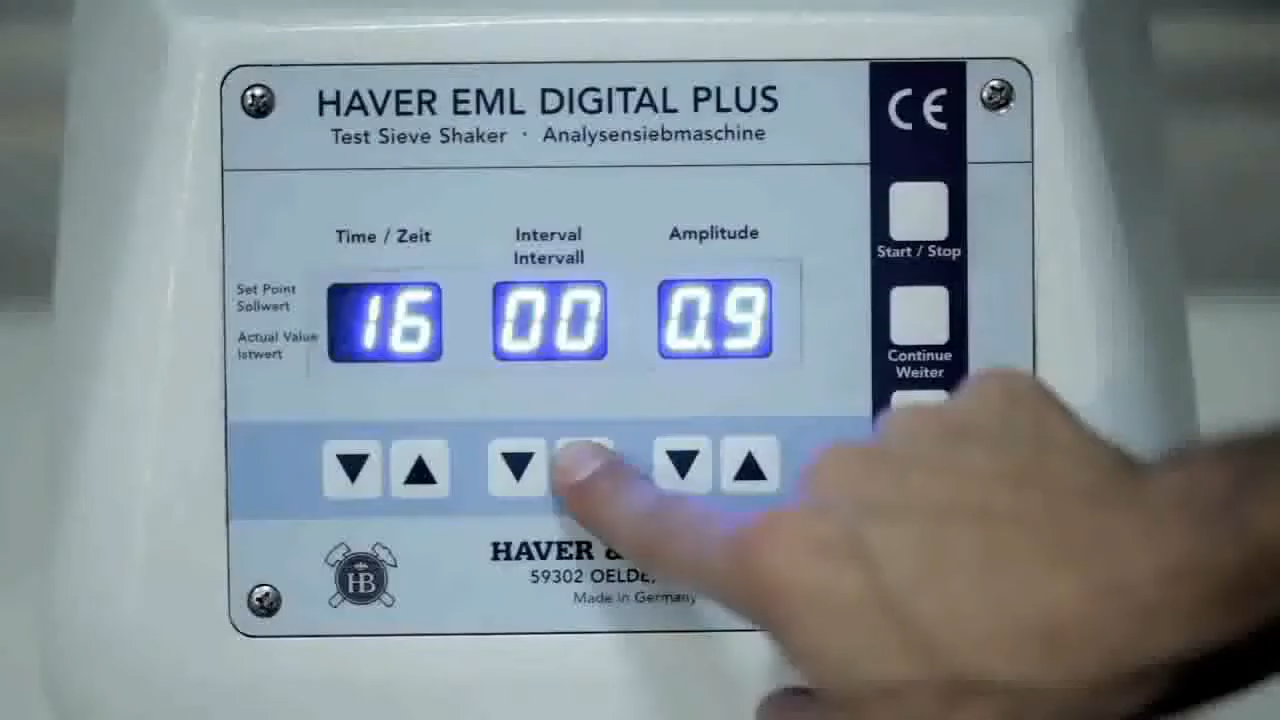 HAVER EML DIGITAL PLUS
Test Sieve Shaker · Analysensiebmaschine
CE
Time / Zeit
Interval
Intervall
Amplitude
Start / Stop
Set Point
Sollwert
Actual Value
Istwert
16
00
0.9
Continue
Weiter
HB
HAVER &
59302 OELDE,
Made in Germany